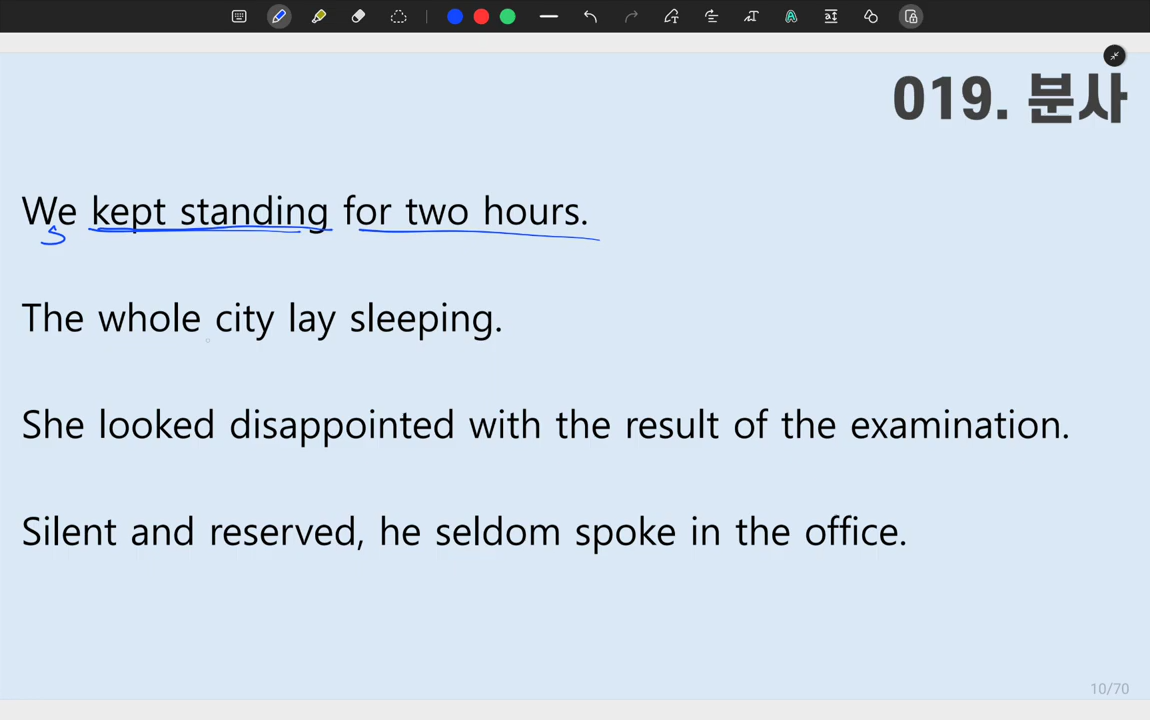 019. 분사
We kept standing for two hours.
S
The whole city lay sleeping.
She looked disappointed with the result of the examination.
Silent and reserved, he seldom spoke in the office.
10/70